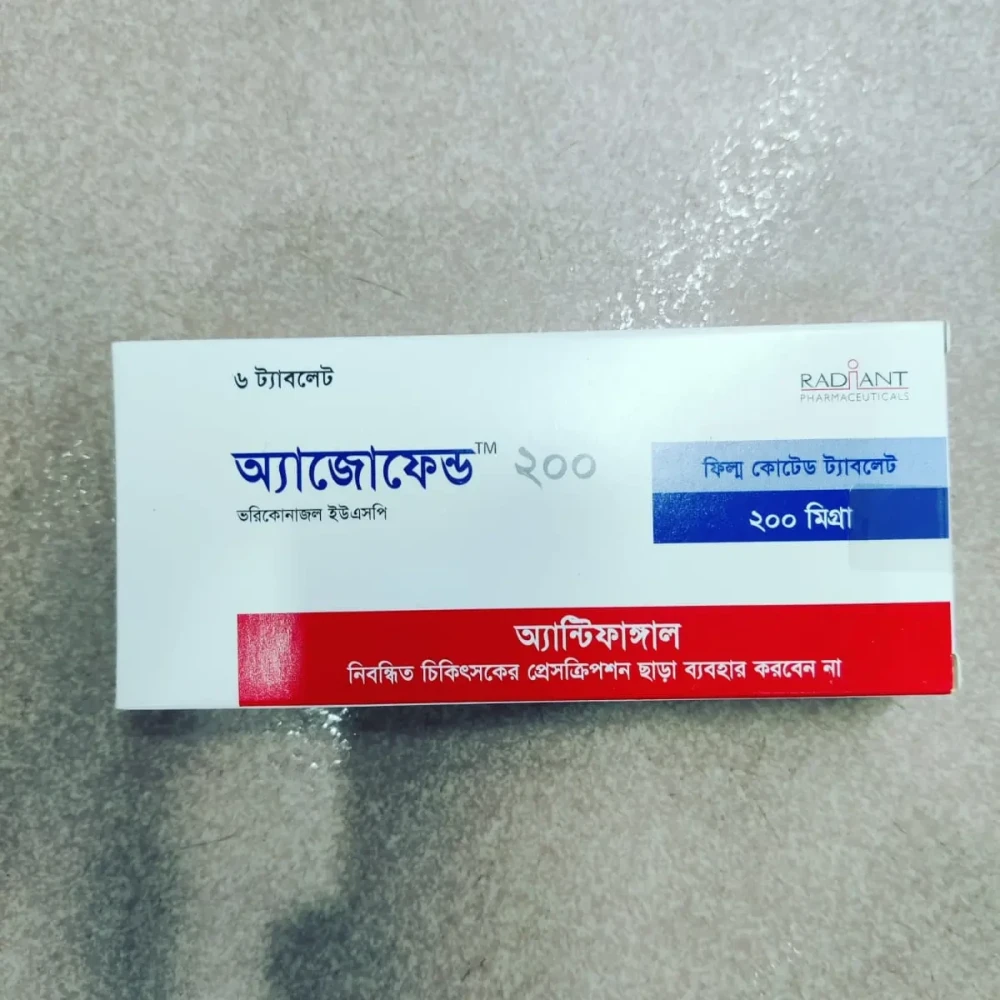 ৬ ট্যাবলেট
RADiANT
PHARMACEUTICALS
অ্যাজোফেন্ড™ ২০০
ভরিকোনাজল ইউএসপি
ফিল্ম কোটেড ট্যাবলেট
২০০ মিগ্রা
অ্যান্টিফাঙ্গাল
নিবন্ধিত চিকিৎসকের প্রেসক্রিপশন ছাড়া ব্যবহার করবেন না